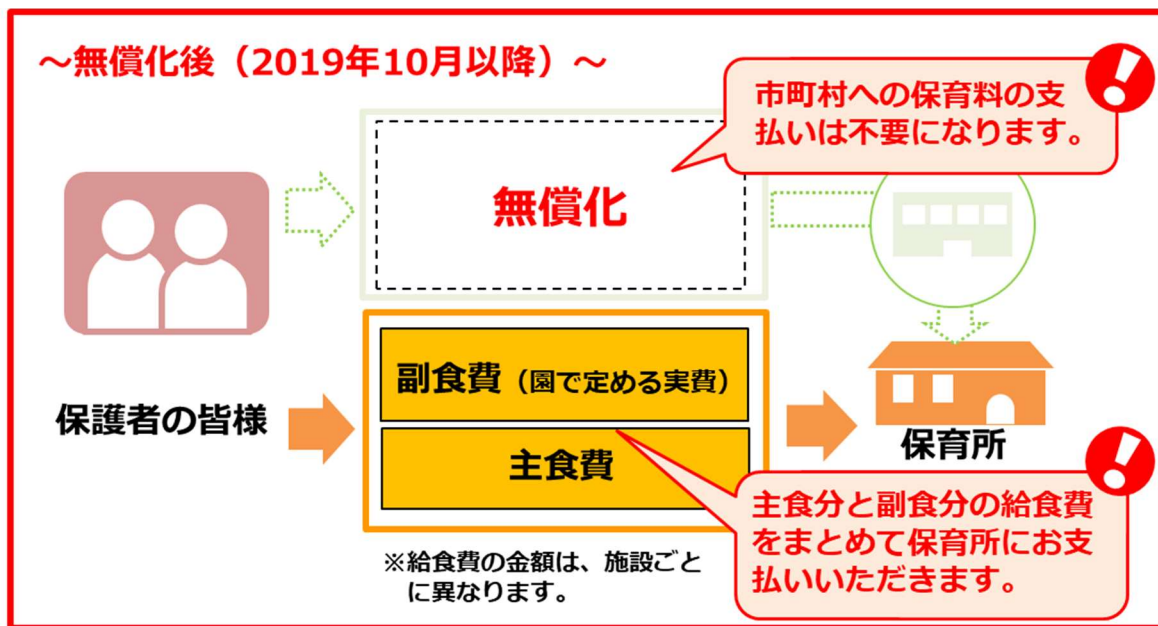 ～無償化後（2019年10月以降）～
市町村への保育料の支
払いは不要になります。
無償化
副食費（園で定める実費）
保護者の皆様
主食費
保育所
主食分と副食分の給食費
をまとめて保育所にお支
払いいただきます。
※給食費の金額は、施設ごと
に異なります。